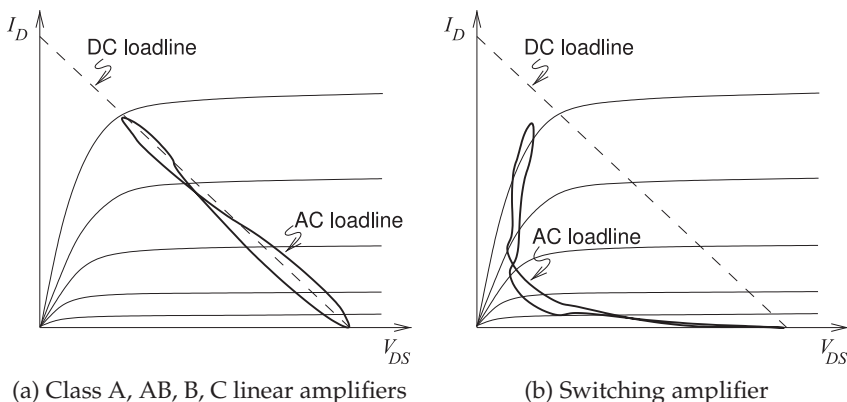 I_D
DC loadline
AC loadline
V_DS
(a) Class A, AB, B, C linear amplifiers
I_D
DC loadline
AC loadline
V_DS
(b) Switching amplifier